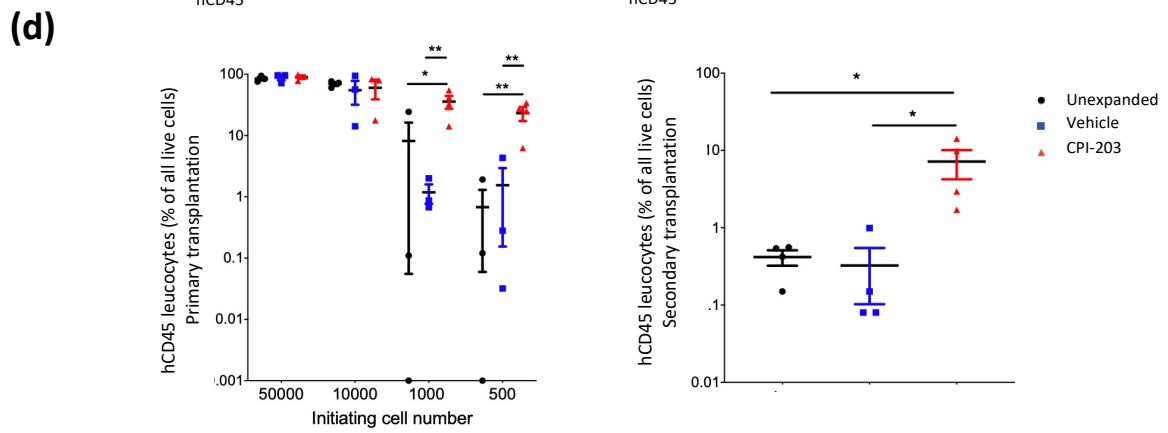 hCD45
hCD45
(d)
hCD45 leucocytes (% of all live cells)
Primary transplantation
100
10
1
0.1
0.01
.001
**
*
**
**
50000
10000
1000
500
Initiating cell number
hCD45 leucocytes (% of all live cells)
Secondary transplantation
100
10
1
.1
0.01
*
*
Unexpanded
Vehicle
CPI-203